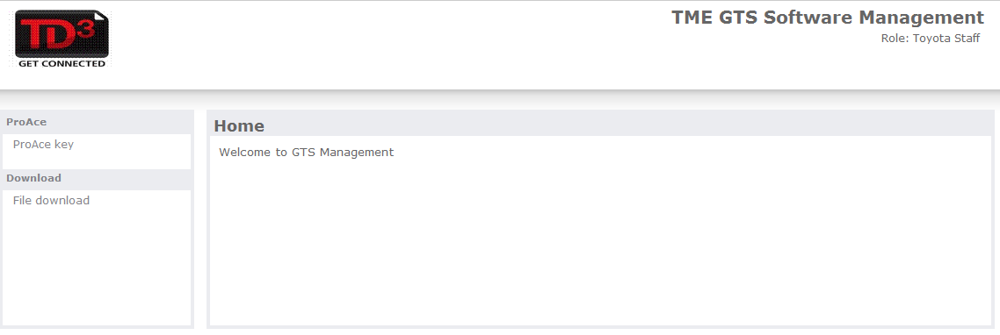 TD3
GET CONNECTED
TME GTS Software Management
Role: Toyota Staff
ProAce
ProAce key
Download
File download
Home
Welcome to GTS Management